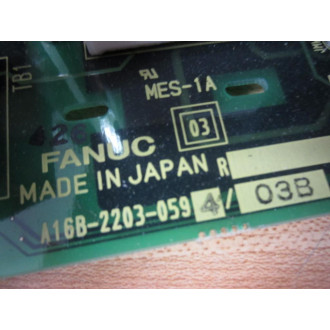 TB1
MES-1A
03
FANUC
MADE IN JAPAN R
A16B-2203-0594/03B